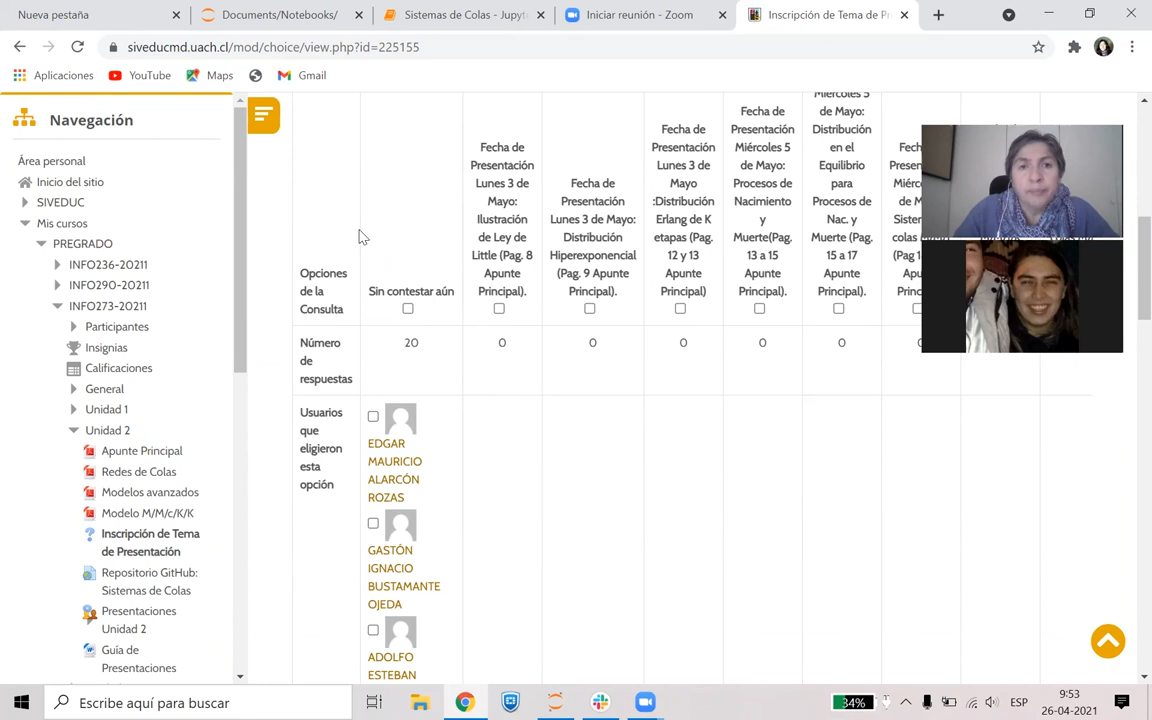 Nueva pestaña
Documents/Notebooks/
Sistemas de Colas - Jupyte
Iniciar reunión - Zoom
Inscripción de Tema de Pr
siveducmd.uach.cl/mod/choice/view.php?id=225155
Aplicaciones
YouTube
Maps
Gmail
Navegación
Área personal
Inicio del sitio
SIVEDUC
Mis cursos
PREGRADO
INFO236-20211
INFO290-20211
INFO273-20211
Participantes
Insignias
Calificaciones
General
Unidad 1
Unidad 2
Apunte Principal
Redes de Colas
Modelos avanzados
Modelo M/M/c/K/K
Inscripción de Tema
de Presentación
Repositorio GitHub:
Sistemas de Colas
Presentaciones
Unidad 2
Guía de
Presentaciones
Opciones
de la
Consulta
Sin contestar aún
Fecha de
Presentación
Lunes 3 de
Mayo:
Ilustración
de Ley de
Little (Pag. 8
Apunte
Principal).
Fecha de
Presentación
Lunes 3 de Mayo:
Distribución
Hiperexponencial
(Pag. 9 Apunte
Principal).
Fecha de
Presentación
Lunes 3 de
Mayo
:Distribución
Erlang de K
etapas (Pag.
12 y 13
Apunte
Principal)
Fecha de
Presentación
Miércoles 5
de Mayo:
Procesos de
Nacimiento
y
Muerte(Pag.
13 a 15
Apunte
Principal).
Miércoles 5
de Mayo:
Distribución
en el
Equilibrio
para
Procesos de
Nac. y
Muerte (Pag.
15 a 17
Apunte
Principal).
Número
de
respuestas
20
0
0
0
0
0
Usuarios
que
eligieron
esta
opción
EDGAR
MAURICIO
ALARCÓN
ROZAS
GASTÓN
IGNACIO
BUSTAMANTE
OJEDA
ADOLFO
ESTEBAN
Escribe aquí para buscar
34%
ESP
9:53
26-04-2021